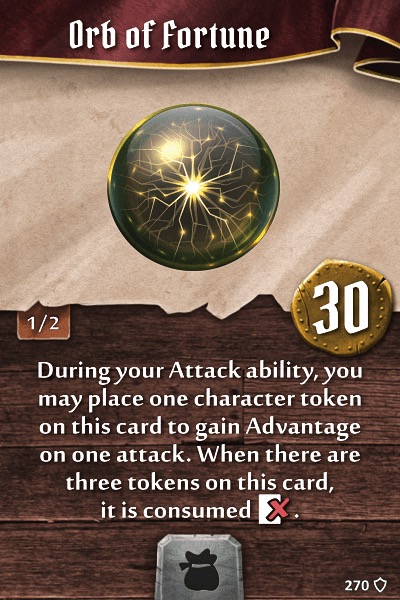 Orb of Fortune
1/2
30
During your Attack ability, you
may place one character token
on this card to gain Advantage
on one attack. When there are
three tokens on this card,
it is consumed .
270